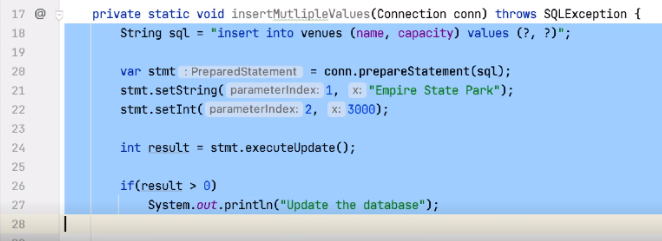 17 @ private static void insertMutlipleValues(Connection conn) throws SQLException {
18 String sql = "insert into venues (name, capacity) values (?, ?)";
19
20 var stmt : PreparedStatement = conn.prepareStatement(sql);
21 stmt.setString( parameterIndex: 1, x: "Empire State Park");
22 stmt.setInt( parameterIndex: 2, x: 3000);
23
24 int result = stmt.executeUpdate();
25
26 if(result > 0)
27 System.out.println("Update the database");
28